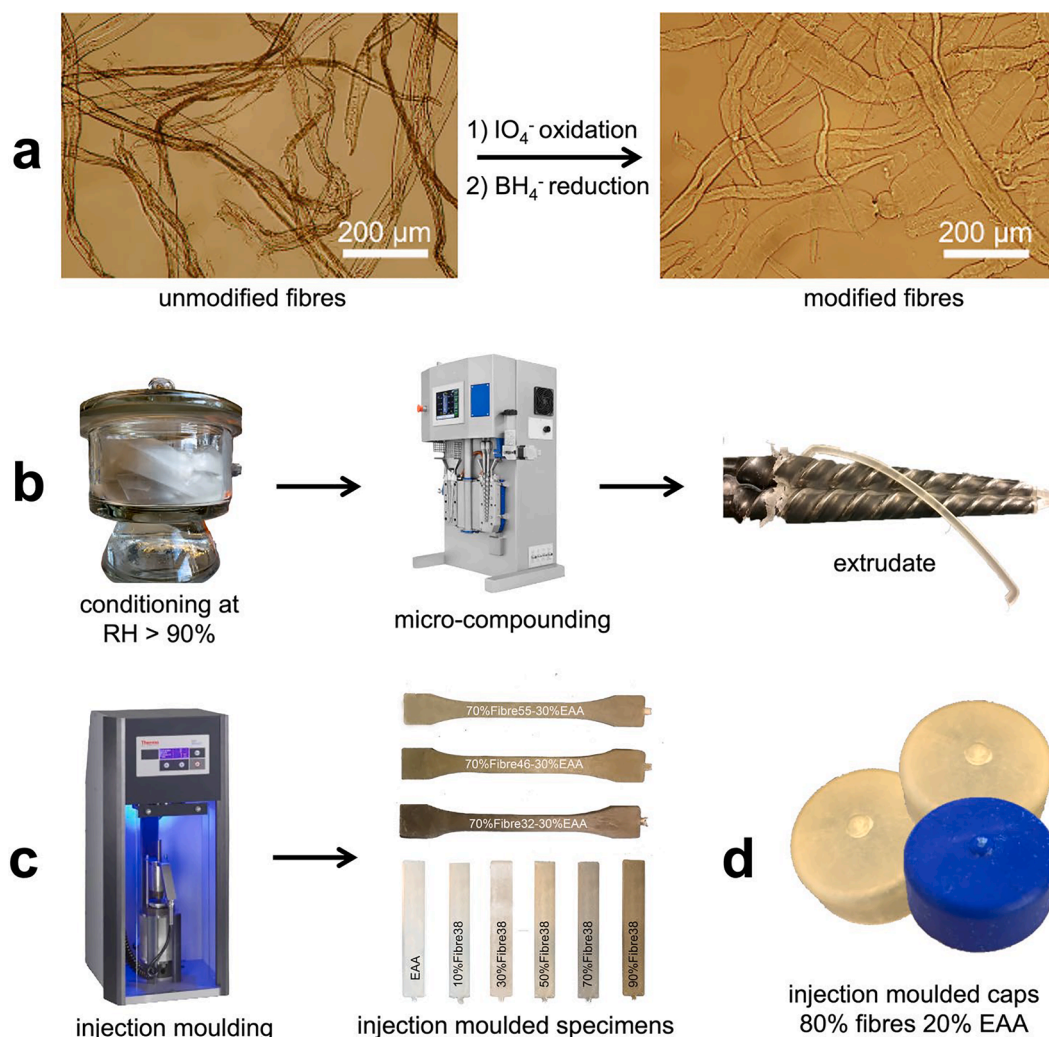 a
1) IO₄⁻ oxidation
2) BH₄⁻ reduction
200 µm
200 µm
unmodified fibres
modified fibres
b
conditioning at
RH > 90%
micro-compounding
extrudate
c
70%Fibre55-30%EAA
70%Fibre46-30%EAA
70%Fibre32-30%EAA
EAA
10%Fibre38
30%Fibre38
50%Fibre38
70%Fibre38
90%Fibre38
injection moulding
injection moulded specimens
d
injection moulded caps
80% fibres 20% EAA